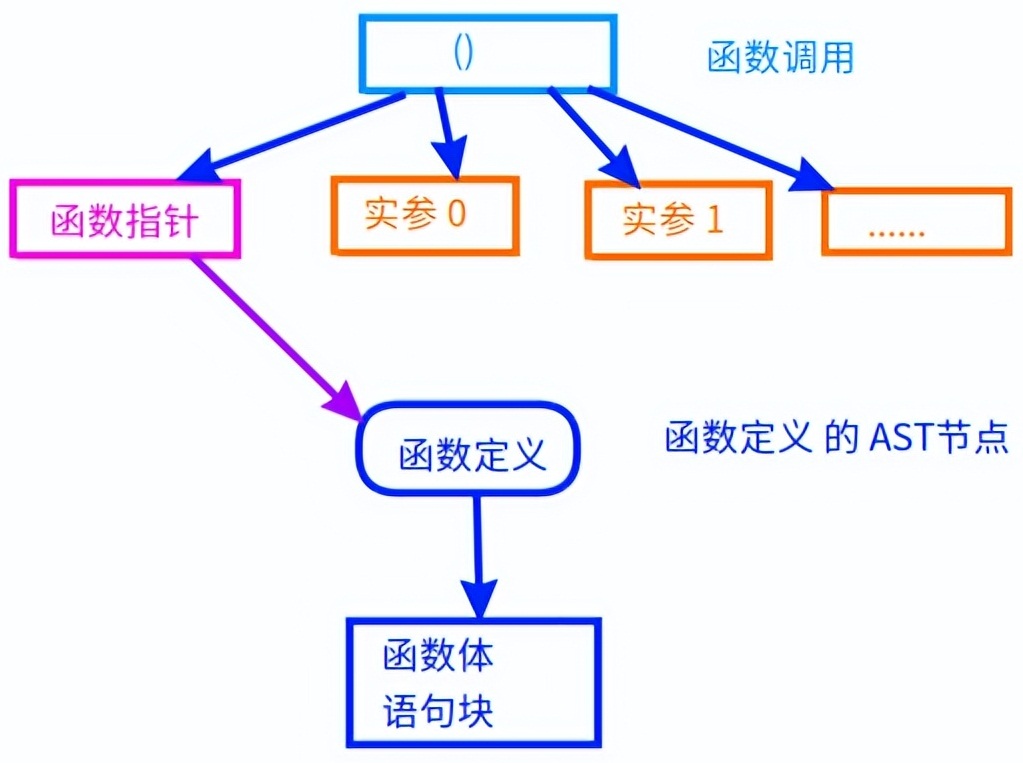 ()
函数调用
函数指针
实参 0
实参 1
......
函数定义
函数定义 的 AST节点
函数体
语句块